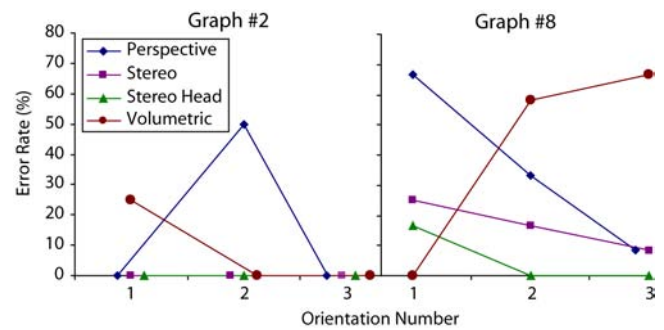 Graph #2
Graph #8
Error Rate (%)
80
70
60
50
40
30
20
10
0
Perspective
Stereo
Stereo Head
Volumetric
1 2 3
1 2 3
Orientation Number